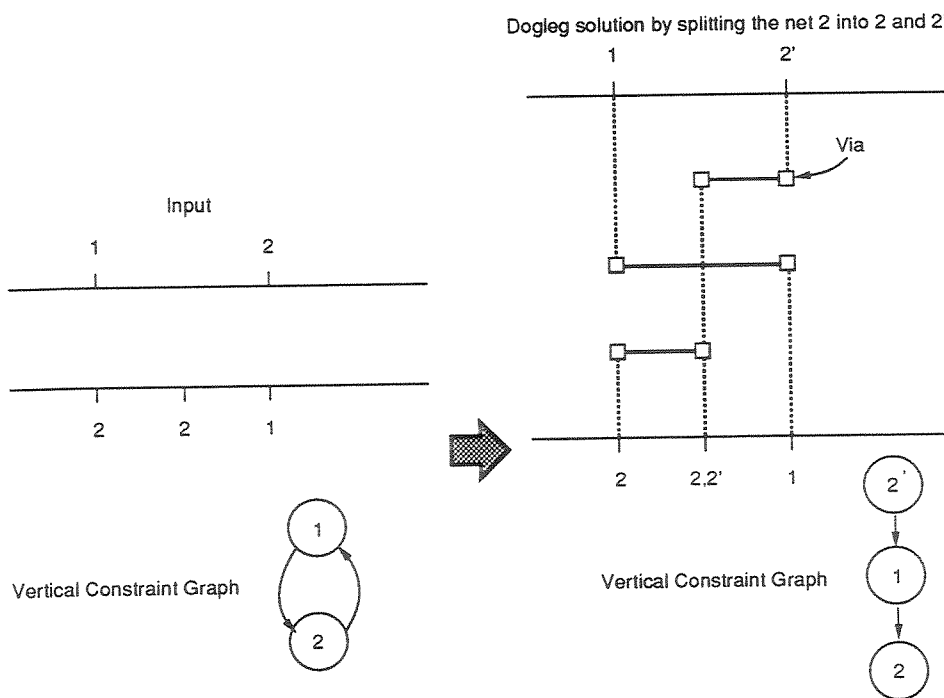 Dogleg solution by splitting the net 2 into 2 and 2
1 2'
Via
Input
1 2
2 2 1
2 2,2' 1
2'
1
Vertical Constraint Graph
2
Vertical Constraint Graph
1
2